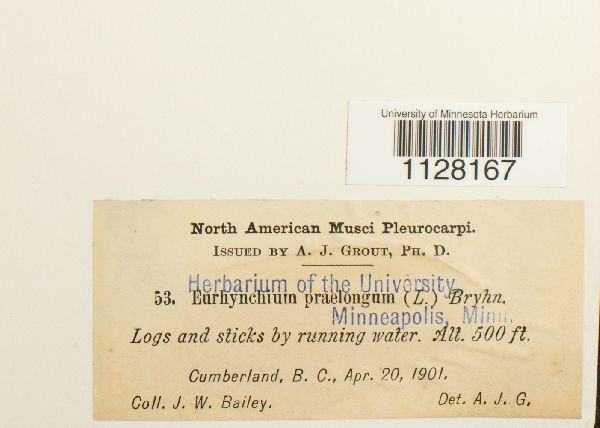 University of Minnesota Herbarium
1128167
North American Musci Pleurocarpi.
Issued by A. J. Grout, Ph. D.
Herbarium of the University
53. Eurhynchium praelongum (L.) Bryhn.
Minneapolis, Minn.
Logs and sticks by running water. Alt. 500 ft.
Cumberland, B. C., Apr. 20, 1901.
Coll. J. W. Bailey. Det. A. J. G.